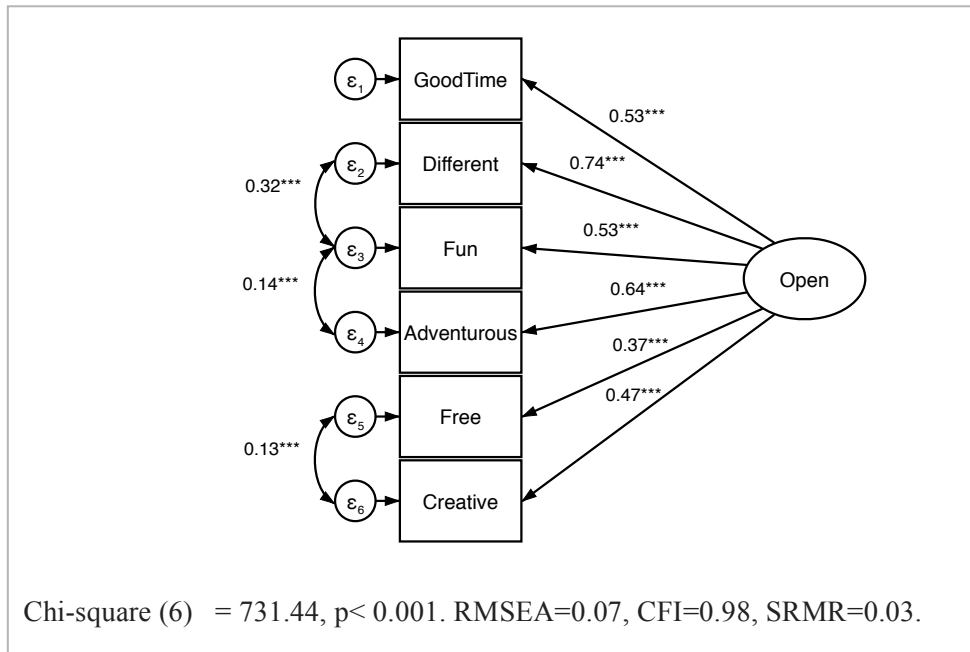 ε1
GoodTime
0.53***
ε2
Different
0.74***
0.32***
ε3
Fun
0.53***
0.14***
ε4
Adventurous
0.64***
Open
ε5
Free
0.37***
0.13***
ε6
Creative
0.47***
Chi-square (6) = 731.44, p< 0.001. RMSEA=0.07, CFI=0.98, SRMR=0.03.